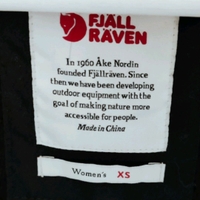 FJÄLL
RÄVEN
In 1960 Åke Nordin
founded Fjällräven. Since
then we have been developing
outdoor equipment with the
goal of making nature more
accessible for people.
Made in China
Women's XS